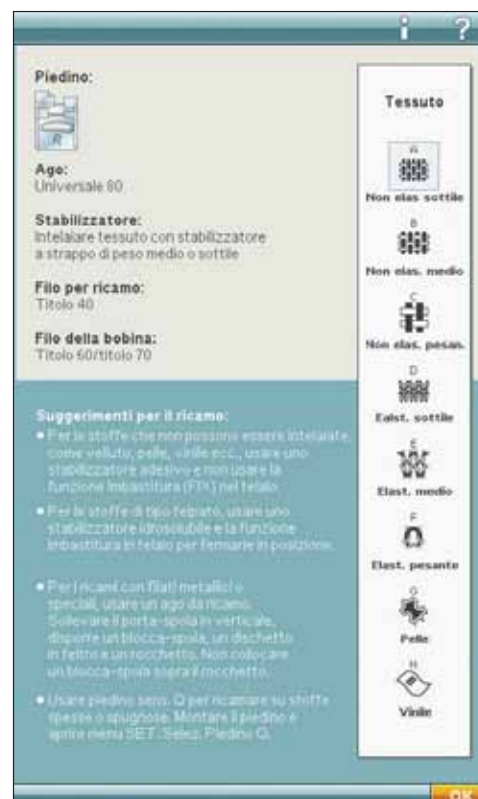 i ?
Piedino:
R
Ago:
Universale 80
Stabilizzatore:
Intelaiare tessuto con stabilizzatore
a strappo di peso medio o sottile
Filo per ricamo:
Titolo 40
Filo della bobina:
Titolo 60/titolo 70
Suggerimenti per il ricamo:
● Per le stoffe che non possono essere intelaiate,
come velluto, pelle, vinile ecc., usare uno
stabilizzatore adesivo e non usare la
funzione Imbastitura (FIX) nel telaio.
● Per le stoffe di tipo felpato, usare uno
stabilizzatore idrosolubile e la funzione
Imbastitura in telaio per fermarle in posizione.
● Per i ricami con filati metallici o
speciali, usare un ago da ricamo.
Sollevare il porta-spola in verticale,
disporre un blocca-spola, un dischetto
in feltro e un rocchetto. Non collocare
un blocca-spola sopra il rocchetto.
● Usare piedino sens. Q per ricamare su stoffe
spesse o spugnose. Montare il piedino e
aprire menu SET. Selez. Piedino Q.
Tessuto
A
Non elas sottile
B
Non elas. medio
C
Non elas. pesan.
D
Ealst. sottile
E
Elast. medio
F
Elast. pesante
G
Pelle
H
Vinile
OK